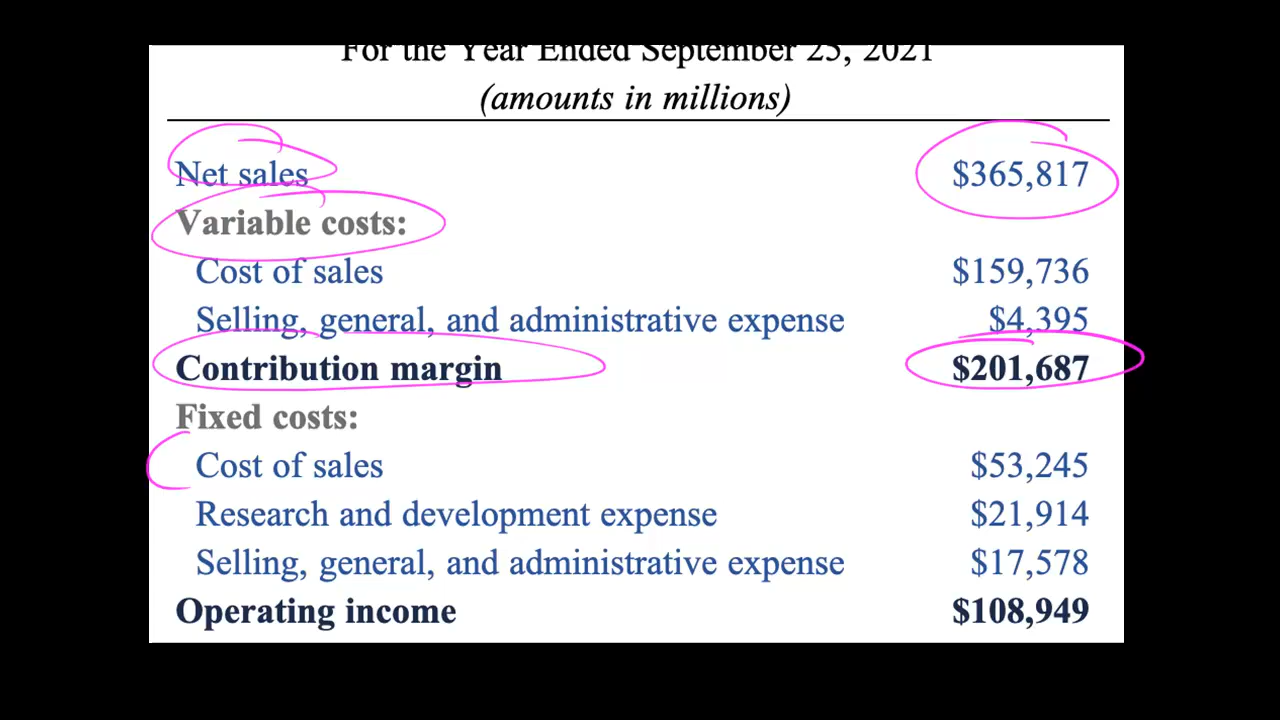 For the Year Ended September 25, 2021
(amounts in millions)
Net sales $365,817
Variable costs:
Cost of sales $159,736
Selling, general, and administrative expense $4,395
Contribution margin $201,687
Fixed costs:
Cost of sales $53,245
Research and development expense $21,914
Selling, general, and administrative expense $17,578
Operating income $108,949